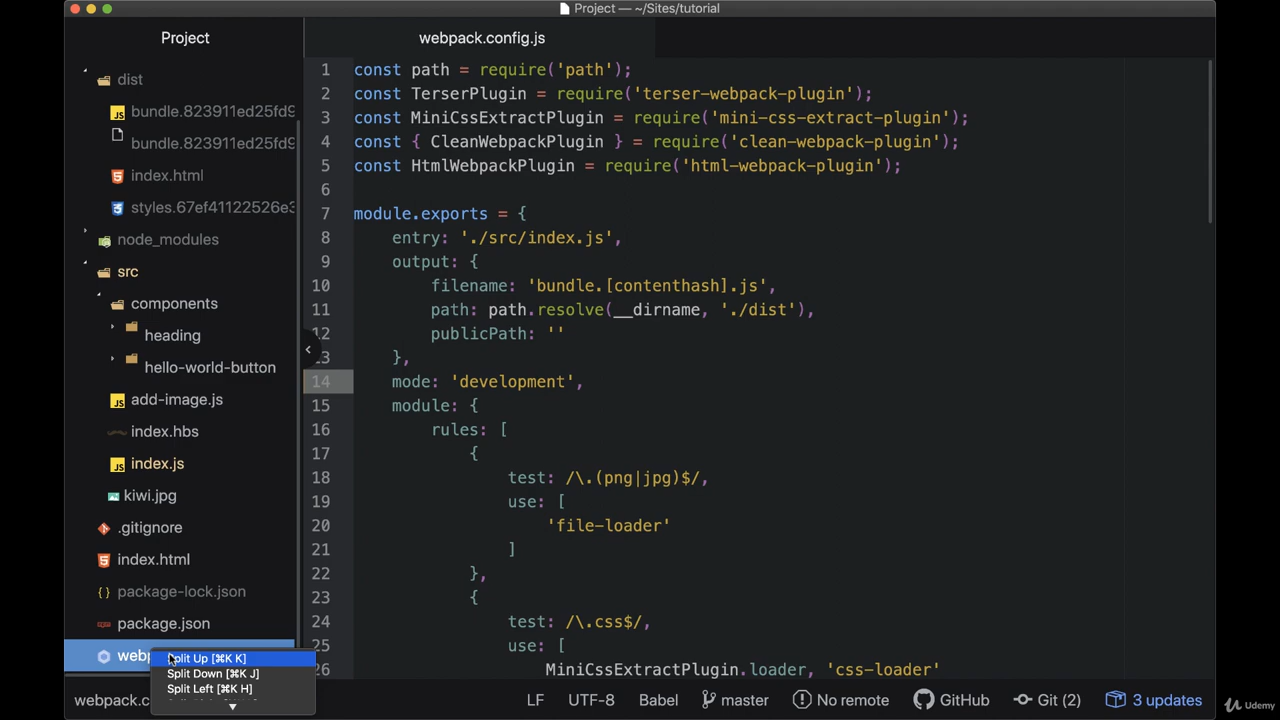 Project — ~/Sites/tutorial
Project
webpack.config.js
dist
bundle.823911ed25fd9
bundle.823911ed25fd9
index.html
styles.67ef41122526e3
node_modules
src
components
heading
hello-world-button
add-image.js
index.hbs
index.js
kiwi.jpg
.gitignore
index.html
package-lock.json
package.json
webp
Split Up [⌘K K]
Split Down [⌘K J]
Split Left [⌘K H]
1 const path = require('path');
2 const TerserPlugin = require('terser-webpack-plugin');
3 const MiniCssExtractPlugin = require('mini-css-extract-plugin');
4 const { CleanWebpackPlugin } = require('clean-webpack-plugin');
5 const HtmlWebpackPlugin = require('html-webpack-plugin');
6
7 module.exports = {
8 entry: './src/index.js',
9 output: {
10 filename: 'bundle.[contenthash].js',
11 path: path.resolve(__dirname, './dist'),
12 publicPath: ''
13 },
14 mode: 'development',
15 module: {
16 rules: [
17 {
18 test: /\.(png|jpg)$/,
19 use: [
20 'file-loader'
21 ]
22 },
23 {
24 test: /\.css$/,
25 use: [
26 MiniCssExtractPlugin.loader, 'css-loader'
webpack.c
LF UTF-8 Babel master No remote GitHub Git (2) 3 updates
Udemy